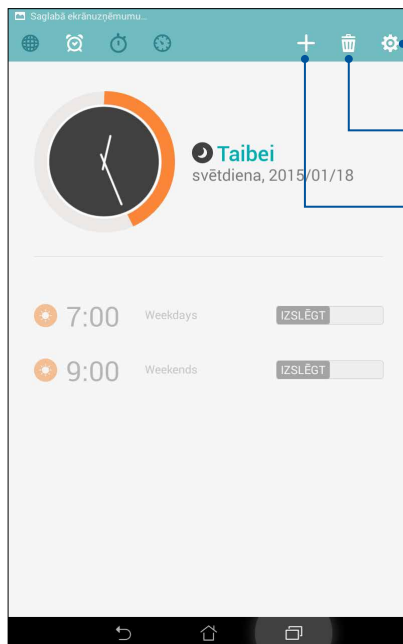 Saglabā ekrānuzņēmumu...
Taibei
svētdiena, 2015/01/18
7:00 Weekdays IZSLĒGT
9:00 Weekends IZSLĒGT